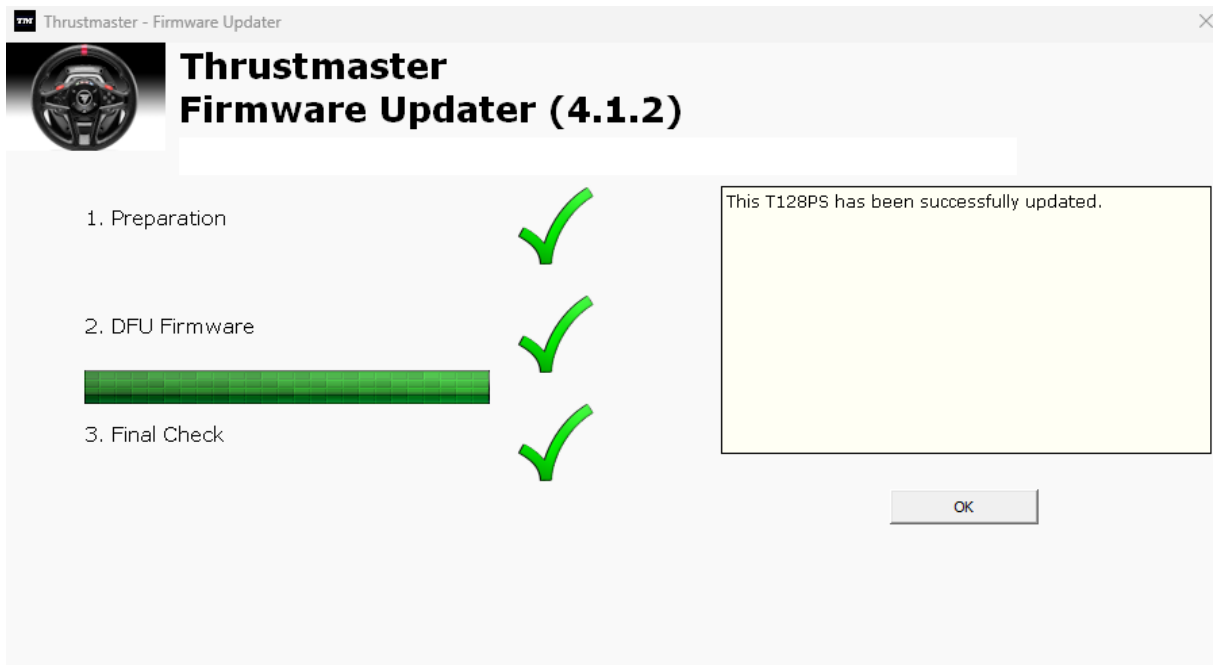 TM Thrustmaster - Firmware Updater
Thrustmaster
Firmware Updater (4.1.2)
1. Preparation
This T128PS has been successfully updated.
2. DFU Firmware
3. Final Check
OK